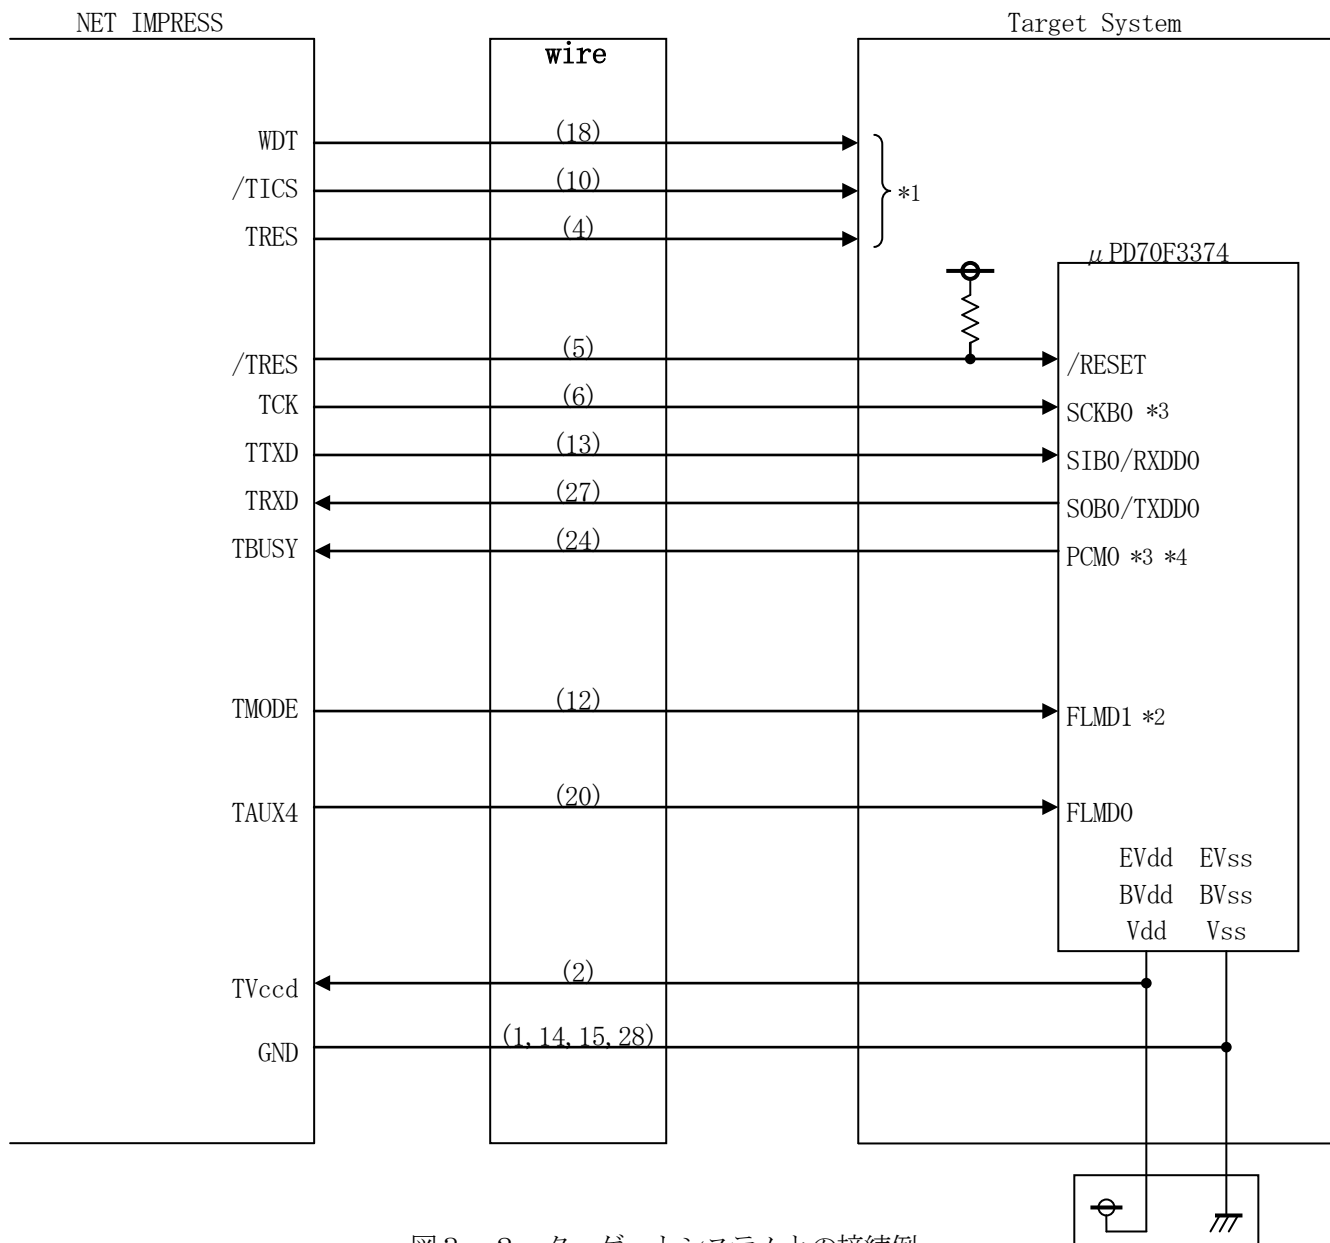 NET IMPRESS
Target System
wire
WDT (18)
/TICS (10) *1
TRES (4)
μPD70F3374
/TRES (5) /RESET
TCK (6) SCKB0 *3
TTXD (13) SIB0/RXDD0
TRXD (27) SOB0/TXDD0
TBUSY (24) PCM0 *3 *4
TMODE (12) FLMD1 *2
TAUX4 (20) FLMD0
EVdd EVss
BVdd BVss
Vdd Vss
TVccd (2)
GND (1,14,15,28)